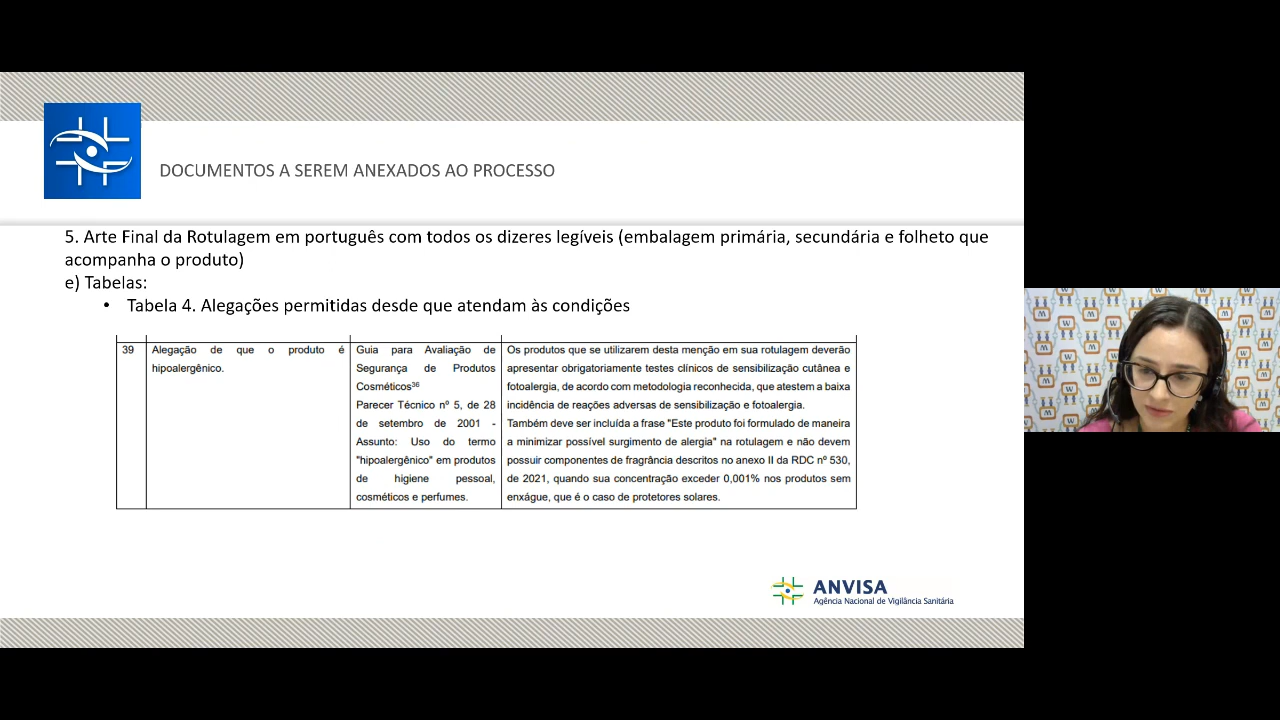 DOCUMENTOS A SEREM ANEXADOS AO PROCESSO
5. Arte Final da Rotulagem em português com todos os dizeres legíveis (embalagem primária, secundária e folheto que
acompanha o produto)
e) Tabelas:
• Tabela 4. Alegações permitidas desde que atendam às condições
39
Alegação de que o produto é
hipoalergênico.
Guia para Avaliação de
Segurança de Produtos
Cosméticos³⁶
Parecer Técnico nº 5, de 28
de setembro de 2001 -
Assunto: Uso do termo
"hipoalergênico" em produtos
de higiene pessoal,
cosméticos e perfumes.
Os produtos que se utilizarem desta menção em sua rotulagem deverão
apresentar obrigatoriamente testes clínicos de sensibilização cutânea e
fotoalergia, de acordo com metodologia reconhecida, que atestem a baixa
incidência de reações adversas de sensibilização e fotoalergia.
Também deve ser incluída a frase "Este produto foi formulado de maneira
a minimizar possível surgimento de alergia" na rotulagem e não devem
possuir componentes de fragrância descritos no anexo II da RDC nº 530,
de 2021, quando sua concentração exceder 0,001% nos produtos sem
enxágue, que é o caso de protetores solares.
ANVISA
Agência Nacional de Vigilância Sanitária